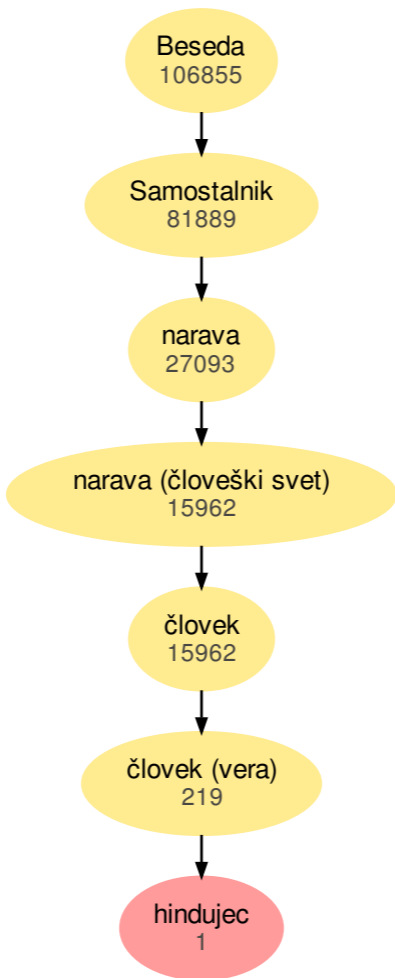 Beseda
106855
Samostalnik
81889
narava
27093
narava (človeški svet)
15962
človek
15962
človek (vera)
219
hindujec
1